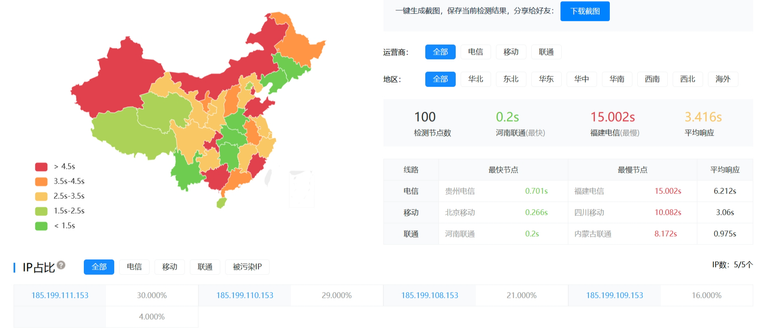 一键生成截图，保存当前检测结果，分享给好友： 下载截图
运营商： 全部 电信 移动 联通
地区： 全部 华北 东北 华东 华中 华南 西南 西北 海外
100 0.2s 15.002s 3.416s
检测节点数 河南联通(最快) 福建电信(最慢) 平均响应
线路 最快节点 最慢节点 平均响应
电信 贵州电信 0.701s 福建电信 15.002s 6.212s
移动 北京移动 0.266s 四川移动 10.082s 3.06s
联通 河南联通 0.2s 内蒙古联通 8.172s 0.975s
> 4.5s
3.5s-4.5s
2.5s-3.5s
1.5s-2.5s
< 1.5s
IP占比 ? 全部 电信 移动 联通 被污染IP IP数：5/5个
185.199.111.153 30.000% 185.199.110.153 29.000% 185.199.108.153 21.000% 185.199.109.153 16.000%
4.000%